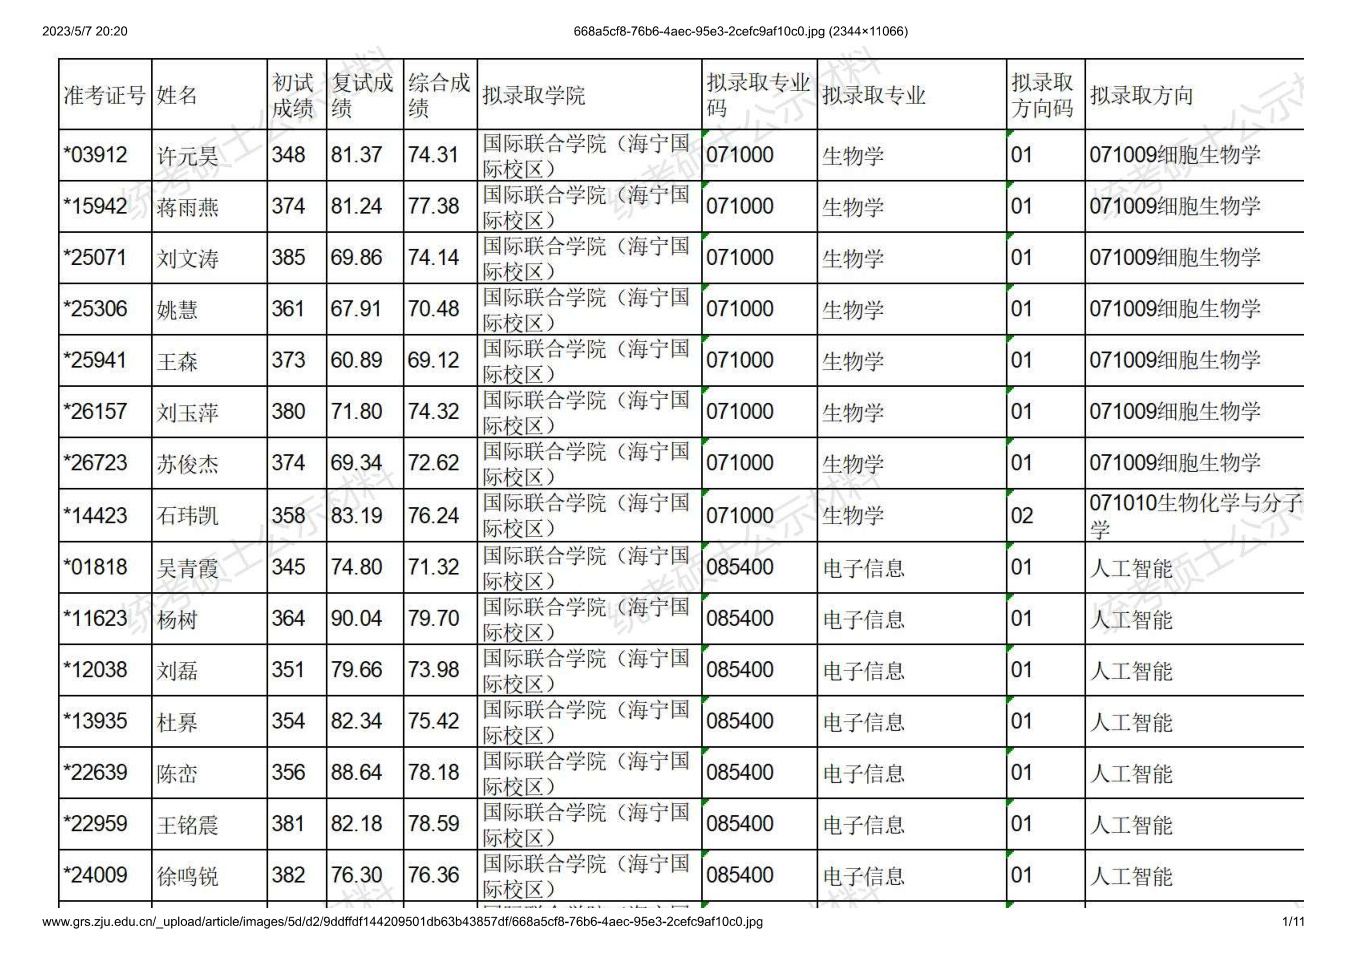 2023/5/7 20:20 668a5cf8-76b6-4aec-95e3-2cefc9af10c0.jpg (2344×11066)
准考证号 姓名 初试成绩 复试成绩 综合成绩 拟录取学院 拟录取专业码 拟录取专业 拟录取方向码 拟录取方向
*03912 许元昊 348 81.37 74.31 国际联合学院（海宁国际校区） 071000 生物学 01 071009细胞生物学
*15942 蒋雨燕 374 81.24 77.38 国际联合学院（海宁国际校区） 071000 生物学 01 071009细胞生物学
*25071 刘文涛 385 69.86 74.14 国际联合学院（海宁国际校区） 071000 生物学 01 071009细胞生物学
*25306 姚慧 361 67.91 70.48 国际联合学院（海宁国际校区） 071000 生物学 01 071009细胞生物学
*25941 王森 373 60.89 69.12 国际联合学院（海宁国际校区） 071000 生物学 01 071009细胞生物学
*26157 刘玉萍 380 71.80 74.32 国际联合学院（海宁国际校区） 071000 生物学 01 071009细胞生物学
*26723 苏俊杰 374 69.34 72.62 国际联合学院（海宁国际校区） 071000 生物学 01 071009细胞生物学
*14423 石玮凯 358 83.19 76.24 国际联合学院（海宁国际校区） 071000 生物学 02 071010生物化学与分子学
*01818 吴青霞 345 74.80 71.32 国际联合学院（海宁国际校区） 085400 电子信息 01 人工智能
*11623 杨树 364 90.04 79.70 国际联合学院（海宁国际校区） 085400 电子信息 01 人工智能
*12038 刘磊 351 79.66 73.98 国际联合学院（海宁国际校区） 085400 电子信息 01 人工智能
*13935 杜昦 354 82.34 75.42 国际联合学院（海宁国际校区） 085400 电子信息 01 人工智能
*22639 陈峦 356 88.64 78.18 国际联合学院（海宁国际校区） 085400 电子信息 01 人工智能
*22959 王铭震 381 82.18 78.59 国际联合学院（海宁国际校区） 085400 电子信息 01 人工智能
*24009 徐鸣锐 382 76.30 76.36 国际联合学院（海宁国际校区） 085400 电子信息 01 人工智能
统考硕士公示材料
www.grs.zju.edu.cn/_upload/article/images/5d/d2/9ddffdf144209501db63b43857df/668a5cf8-76b6-4aec-95e3-2cefc9af10c0.jpg 1/11